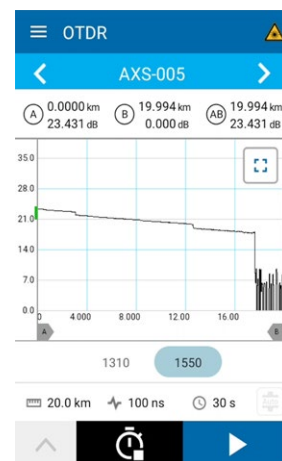 OTDR
AXS-005
A 0.0000 km B 19.994 km AB 19.994 km
23.431 dB 0.000 dB 23.431 dB
35.0
28.0
21.0
14.0
7.0
0.0
0 4.000 8.000 12.00 16.00
A B
1310 1550
20.0 km 100 ns 30 s